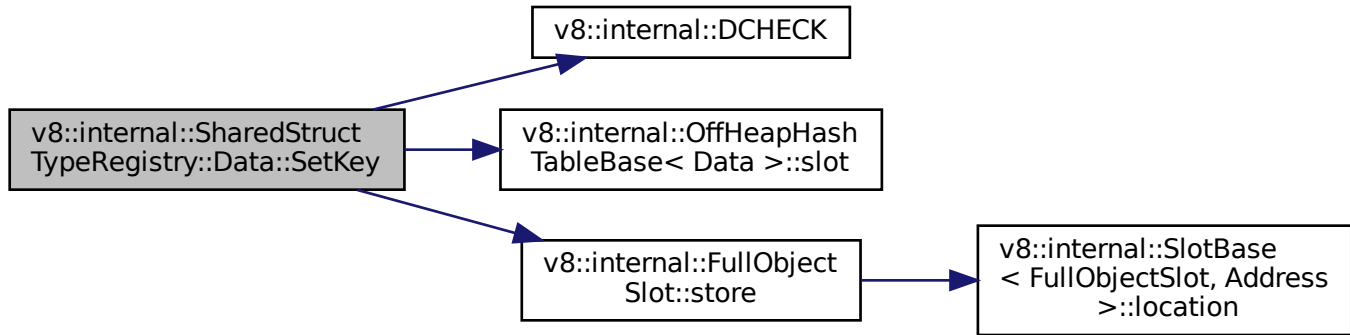 v8::internal::DCHECK
v8::internal::SharedStruct
TypeRegistry::Data::SetKey
v8::internal::OffHeapHash
TableBase< Data >::slot
v8::internal::FullObject
Slot::store
v8::internal::SlotBase
< FullObjectSlot, Address
>::location